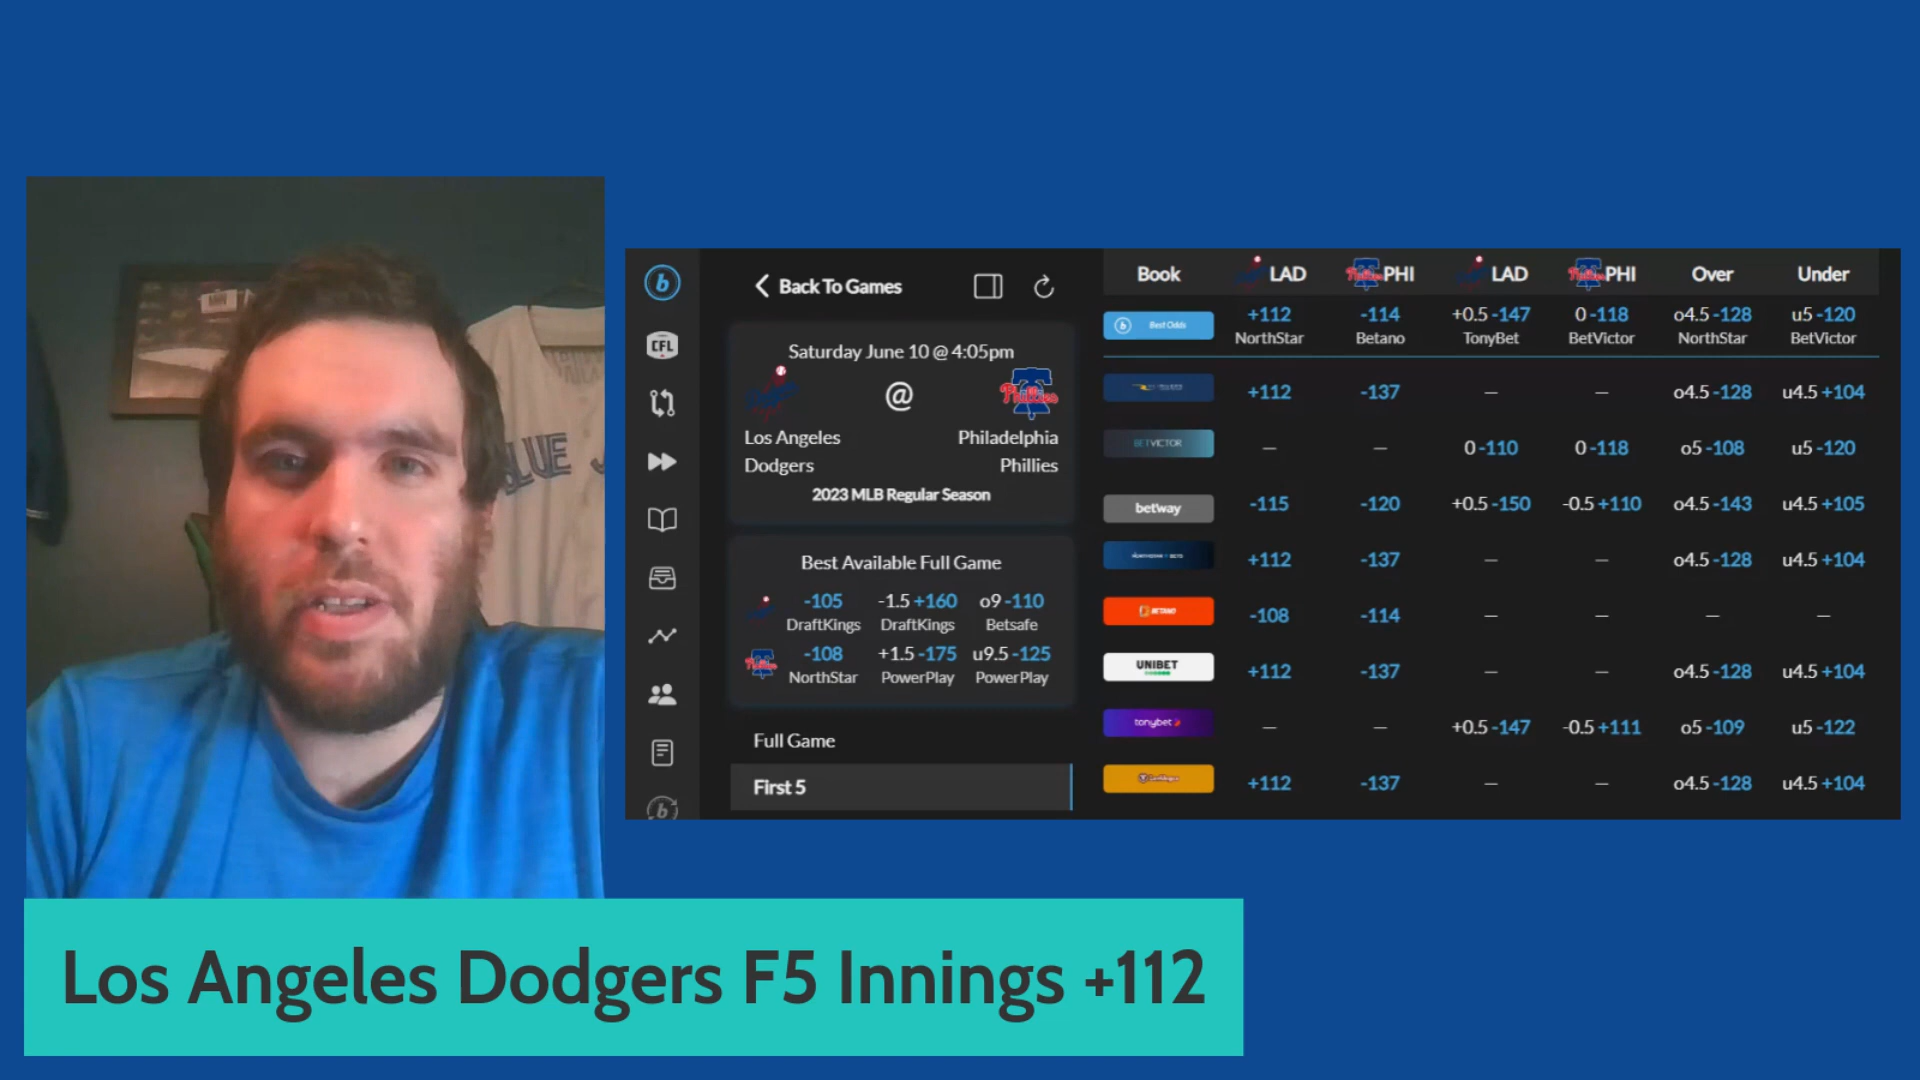 BLUE J
b
CFL
Back To Games
Saturday June 10 @ 4:05pm
@
Phillies
Los Angeles Dodgers
Philadelphia Phillies
2023 MLB Regular Season
Best Available Full Game
-105 -1.5 +160 o9 -110
DraftKings DraftKings Betsafe
-108 +1.5 -175 u9.5 -125
NorthStar PowerPlay PowerPlay
Full Game
First 5
Book LAD PHI LAD PHI Over Under
b Best Odds +112 -114 +0.5 -147 0 -118 o4.5 -128 u5 -120
NorthStar Betano TonyBet BetVictor NorthStar BetVictor
+112 -137 — — o4.5 -128 u4.5 +104
BETVICTOR — — 0 -110 0 -118 o5 -108 u5 -120
betway -115 -120 +0.5 -150 -0.5 +110 o4.5 -143 u4.5 +105
+112 -137 — — o4.5 -128 u4.5 +104
BETANO -108 -114 — — — —
UNIBET +112 -137 — — o4.5 -128 u4.5 +104
tonybet — — +0.5 -147 -0.5 +111 o5 -109 u5 -122
+112 -137 — — o4.5 -128 u4.5 +104
Los Angeles Dodgers F5 Innings +112